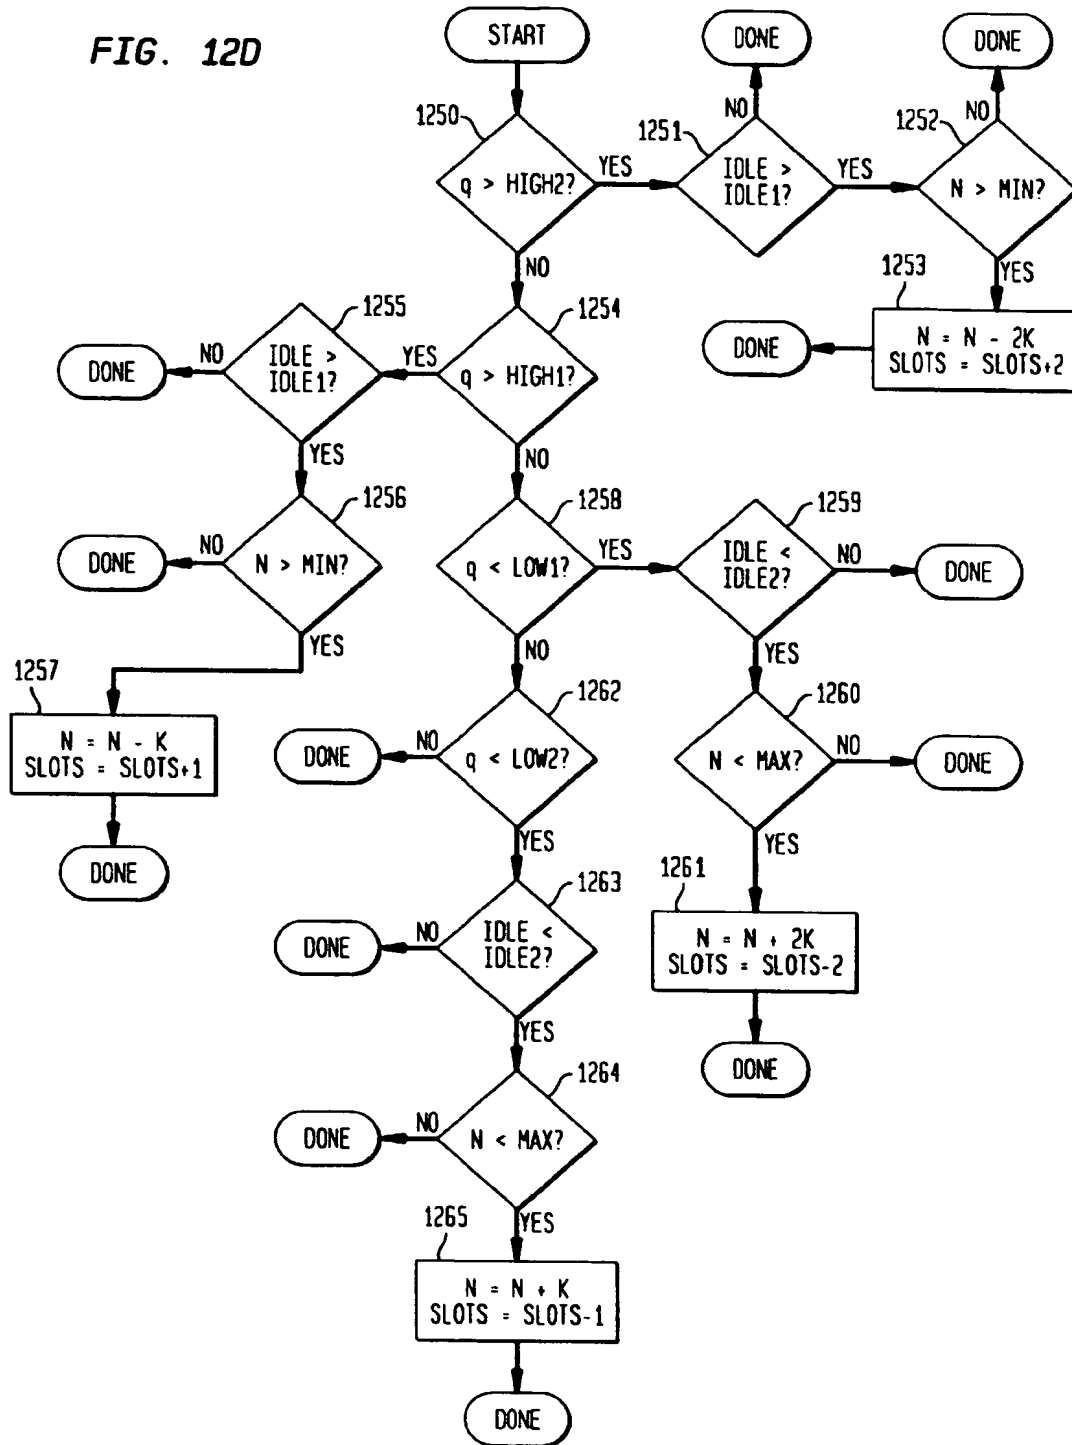 FIG. 12D
START
DONE
DONE
1250
q > HIGH2?
YES
NO
1251
IDLE >
IDLE1?
NO
YES
1252
N > MIN?
NO
YES
1253
N = N - 2K
SLOTS = SLOTS+2
DONE
1254
q > HIGH1?
YES
NO
1255
IDLE >
IDLE1?
NO
DONE
YES
1256
N > MIN?
NO
DONE
YES
1257
N = N - K
SLOTS = SLOTS+1
DONE
1258
q < LOW1?
YES
NO
1259
IDLE <
IDLE2?
NO
DONE
YES
1260
N < MAX?
NO
DONE
YES
1261
N = N + 2K
SLOTS = SLOTS-2
DONE
1262
q < LOW2?
NO
DONE
YES
1263
IDLE <
IDLE2?
NO
DONE
YES
1264
N < MAX?
NO
DONE
YES
1265
N = N + K
SLOTS = SLOTS-1
DONE